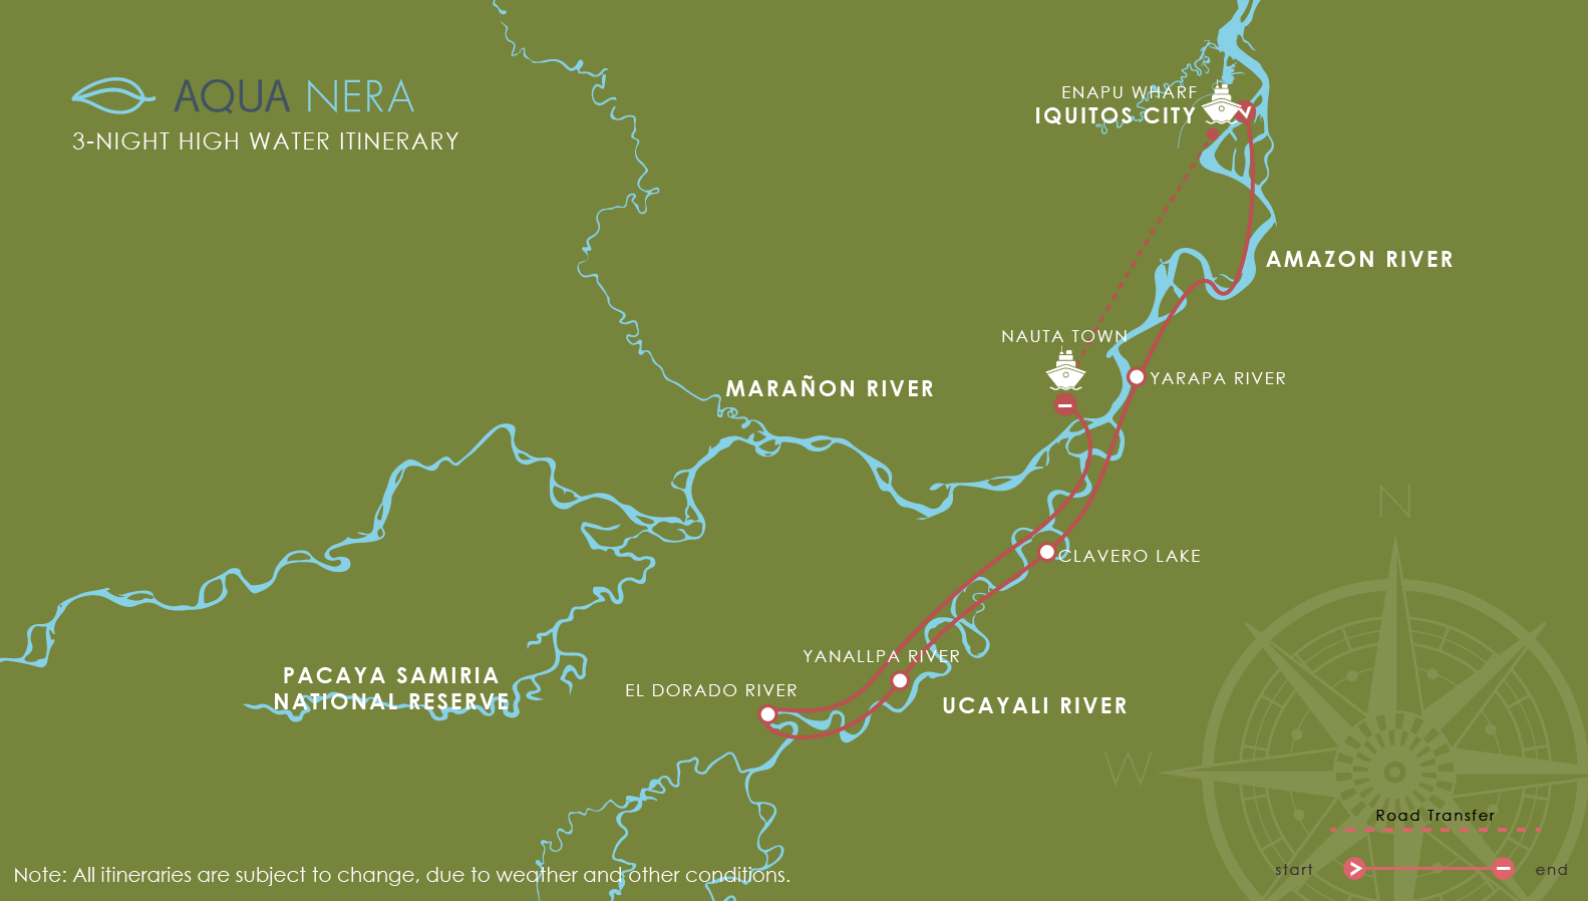 AQUA NERA
3-NIGHT HIGH WATER ITINERARY
ENAPU WHARF
IQUITOS CITY
AMAZON RIVER
NAUTA TOWN
YARAPA RIVER
MARAÑON RIVER
N
CLAVERO LAKE
YANALLPA RIVER
PACAYA SAMIRIA
NATIONAL RESERVE
EL DORADO RIVER
UCAYALI RIVER
W
Road Transfer
start
end
Note: All itineraries are subject to change, due to weather and other conditions.